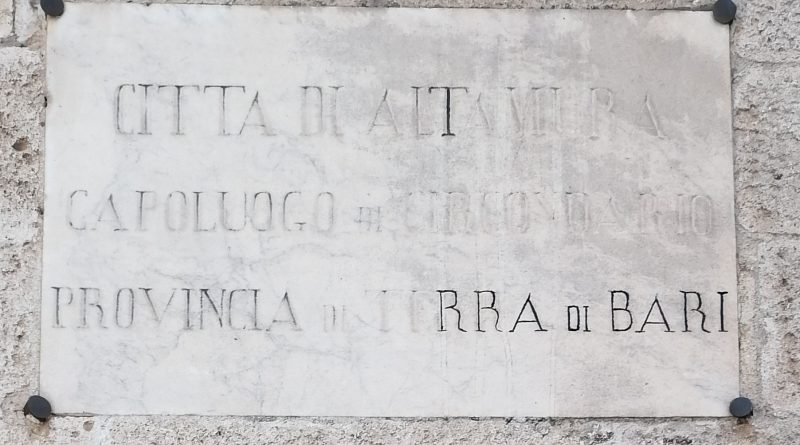 CITTA DI ALTAMURA
CAPOLUOGO DI CIRCONDARIO
PROVINCIA DI TERRA DI BARI